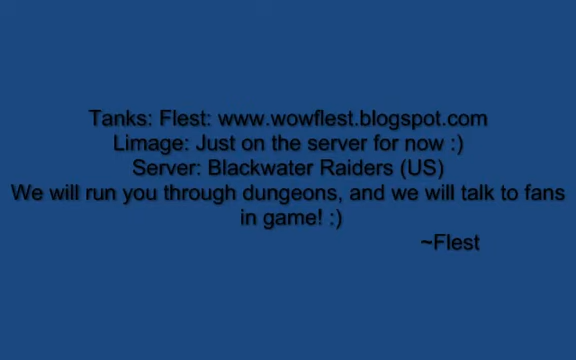 Tanks: Flest: www.wowflest.blogspot.com
Limage: Just on the server for now :)
Server: Blackwater Raiders (US)
We will run you through dungeons, and we will talk to fans
in game! :)
~Flest